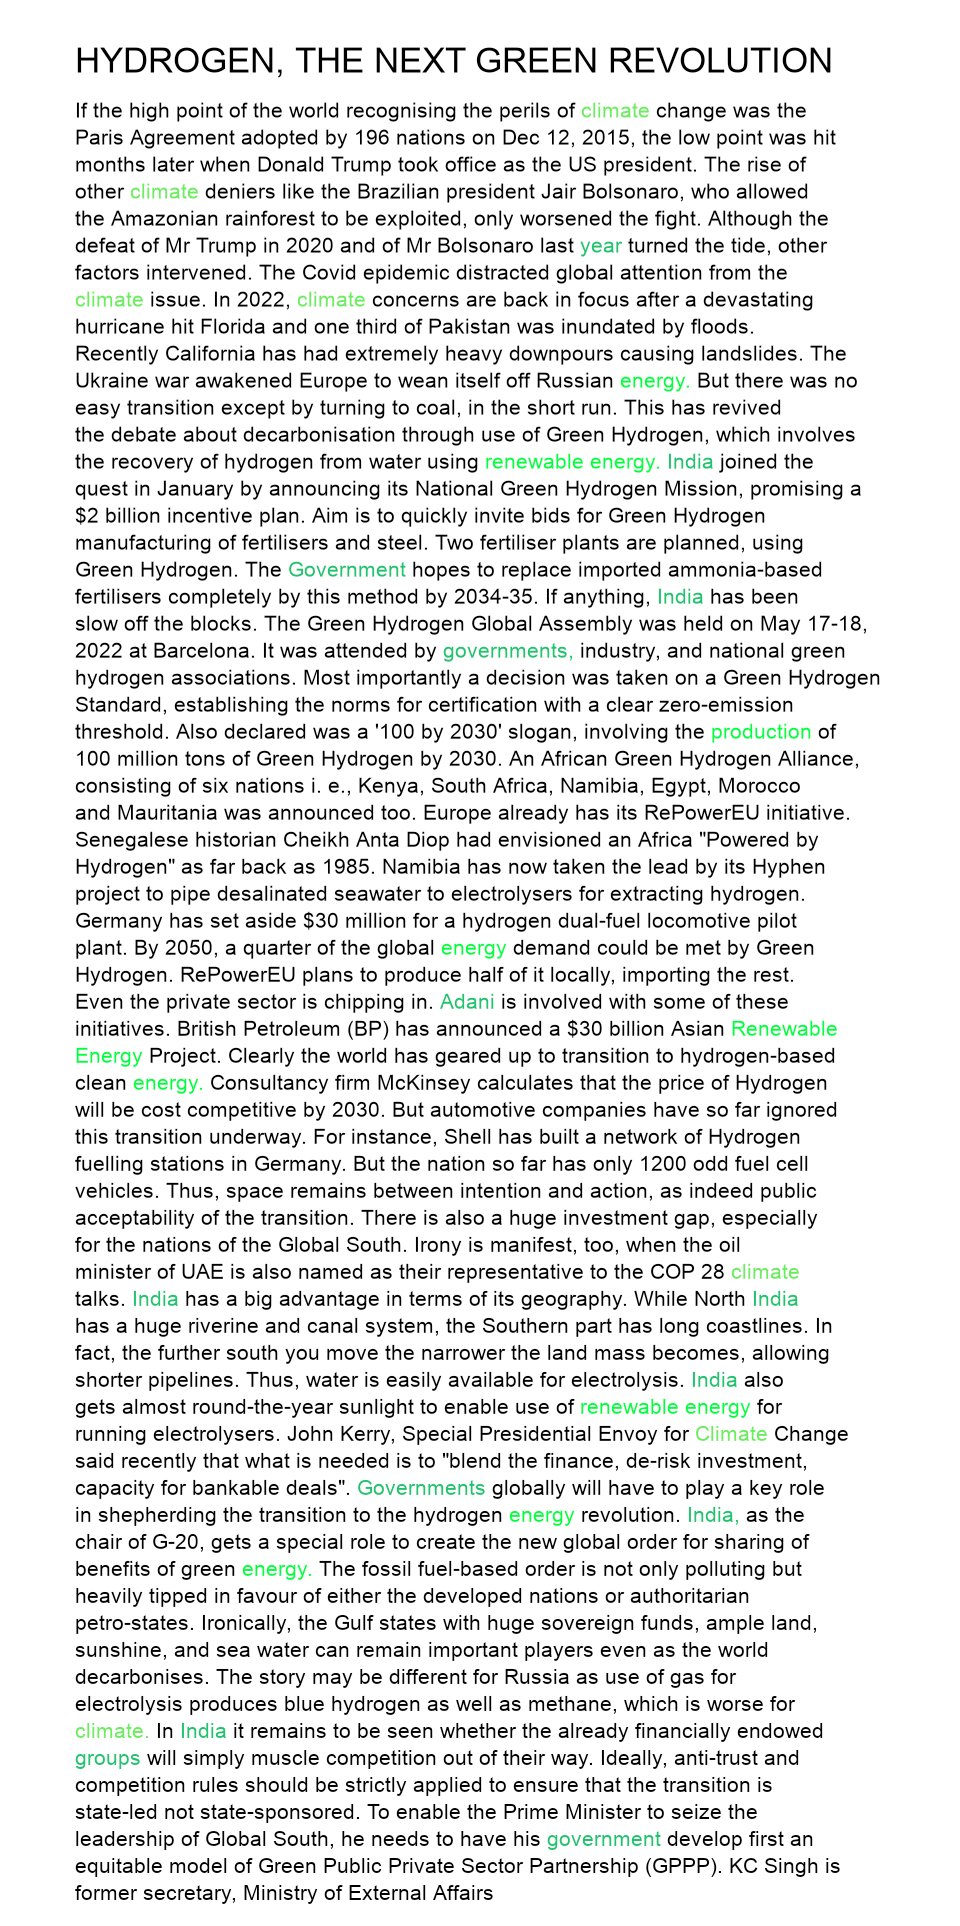 HYDROGEN, THE NEXT GREEN REVOLUTION
If the high point of the world recognising the perils of climate change was the
Paris Agreement adopted by 196 nations on Dec 12, 2015, the low point was hit
months later when Donald Trump took office as the US president. The rise of
other climate deniers like the Brazilian president Jair Bolsonaro, who allowed
the Amazonian rainforest to be exploited, only worsened the fight. Although the
defeat of Mr Trump in 2020 and of Mr Bolsonaro last year turned the tide, other
factors intervened. The Covid epidemic distracted global attention from the
climate issue. In 2022, climate concerns are back in focus after a devastating
hurricane hit Florida and one third of Pakistan was inundated by floods.
Recently California has had extremely heavy downpours causing landslides. The
Ukraine war awakened Europe to wean itself off Russian energy. But there was no
easy transition except by turning to coal, in the short run. This has revived
the debate about decarbonisation through use of Green Hydrogen, which involves
the recovery of hydrogen from water using renewable energy. India joined the
quest in January by announcing its National Green Hydrogen Mission, promising a
$2 billion incentive plan. Aim is to quickly invite bids for Green Hydrogen
manufacturing of fertilisers and steel. Two fertiliser plants are planned, using
Green Hydrogen. The Government hopes to replace imported ammonia-based
fertilisers completely by this method by 2034-35. If anything, India has been
slow off the blocks. The Green Hydrogen Global Assembly was held on May 17-18,
2022 at Barcelona. It was attended by governments, industry, and national green
hydrogen associations. Most importantly a decision was taken on a Green Hydrogen
Standard, establishing the norms for certification with a clear zero-emission
threshold. Also declared was a '100 by 2030' slogan, involving the production of
100 million tons of Green Hydrogen by 2030. An African Green Hydrogen Alliance,
consisting of six nations i. e., Kenya, South Africa, Namibia, Egypt, Morocco
and Mauritania was announced too. Europe already has its RePowerEU initiative.
Senegalese historian Cheikh Anta Diop had envisioned an Africa "Powered by
Hydrogen" as far back as 1985. Namibia has now taken the lead by its Hyphen
project to pipe desalinated seawater to electrolysers for extracting hydrogen.
Germany has set aside $30 million for a hydrogen dual-fuel locomotive pilot
plant. By 2050, a quarter of the global energy demand could be met by Green
Hydrogen. RePowerEU plans to produce half of it locally, importing the rest.
Even the private sector is chipping in. Adani is involved with some of these
initiatives. British Petroleum (BP) has announced a $30 billion Asian Renewable
Energy Project. Clearly the world has geared up to transition to hydrogen-based
clean energy. Consultancy firm McKinsey calculates that the price of Hydrogen
will be cost competitive by 2030. But automotive companies have so far ignored
this transition underway. For instance, Shell has built a network of Hydrogen
fuelling stations in Germany. But the nation so far has only 1200 odd fuel cell
vehicles. Thus, space remains between intention and action, as indeed public
acceptability of the transition. There is also a huge investment gap, especially
for the nations of the Global South. Irony is manifest, too, when the oil
minister of UAE is also named as their representative to the COP 28 climate
talks. India has a big advantage in terms of its geography. While North India
has a huge riverine and canal system, the Southern part has long coastlines. In
fact, the further south you move the narrower the land mass becomes, allowing
shorter pipelines. Thus, water is easily available for electrolysis. India also
gets almost round-the-year sunlight to enable use of renewable energy for
running electrolysers. John Kerry, Special Presidential Envoy for Climate Change
said recently that what is needed is to "blend the finance, de-risk investment,
capacity for bankable deals". Governments globally will have to play a key role
in shepherding the transition to the hydrogen energy revolution. India, as the
chair of G-20, gets a special role to create the new global order for sharing of
benefits of green energy. The fossil fuel-based order is not only polluting but
heavily tipped in favour of either the developed nations or authoritarian
petro-states. Ironically, the Gulf states with huge sovereign funds, ample land,
sunshine, and sea water can remain important players even as the world
decarbonises. The story may be different for Russia as use of gas for
electrolysis produces blue hydrogen as well as methane, which is worse for
climate. In India it remains to be seen whether the already financially endowed
groups will simply muscle competition out of their way. Ideally, anti-trust and
competition rules should be strictly applied to ensure that the transition is
state-led not state-sponsored. To enable the Prime Minister to seize the
leadership of Global South, he needs to have his government develop first an
equitable model of Green Public Private Sector Partnership (GPPP). KC Singh is
former secretary, Ministry of External Affairs